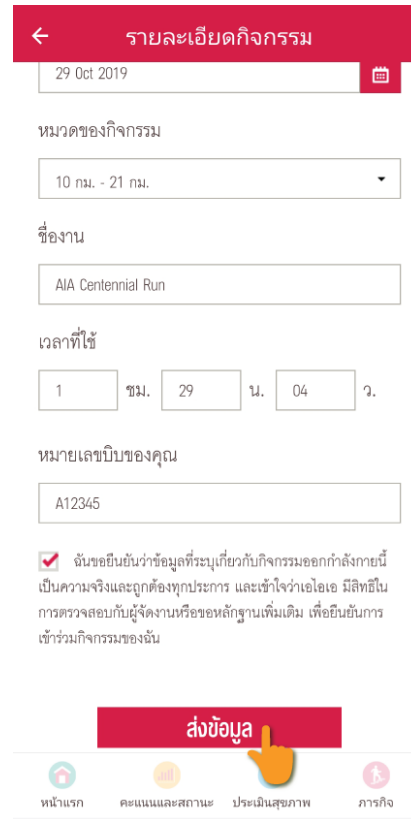 รายละเอียดกิจกรรม
29 Oct 2019
หมวดของกิจกรรม
10 กม. - 21 กม.
ชื่องาน
AIA Centennial Run
เวลาที่ใช้
1 ชม. 29 น. 04 ว.
หมายเลขบิบของคุณ
A12345
ฉันขอยืนยันว่าข้อมูลที่ระบุเกี่ยวกับกิจกรรมออกกำลังกายนี้
เป็นความจริงและถูกต้องทุกประการ และเข้าใจว่าเอไอเอ มีสิทธิใน
การตรวจสอบกับผู้จัดงานหรือขอหลักฐานเพิ่มเติม เพื่อยืนยันการ
เข้าร่วมกิจกรรมของฉัน
ส่งข้อมูล
หน้าแรก คะแนนและสถานะ ประเมินสุขภาพ ภารกิจ